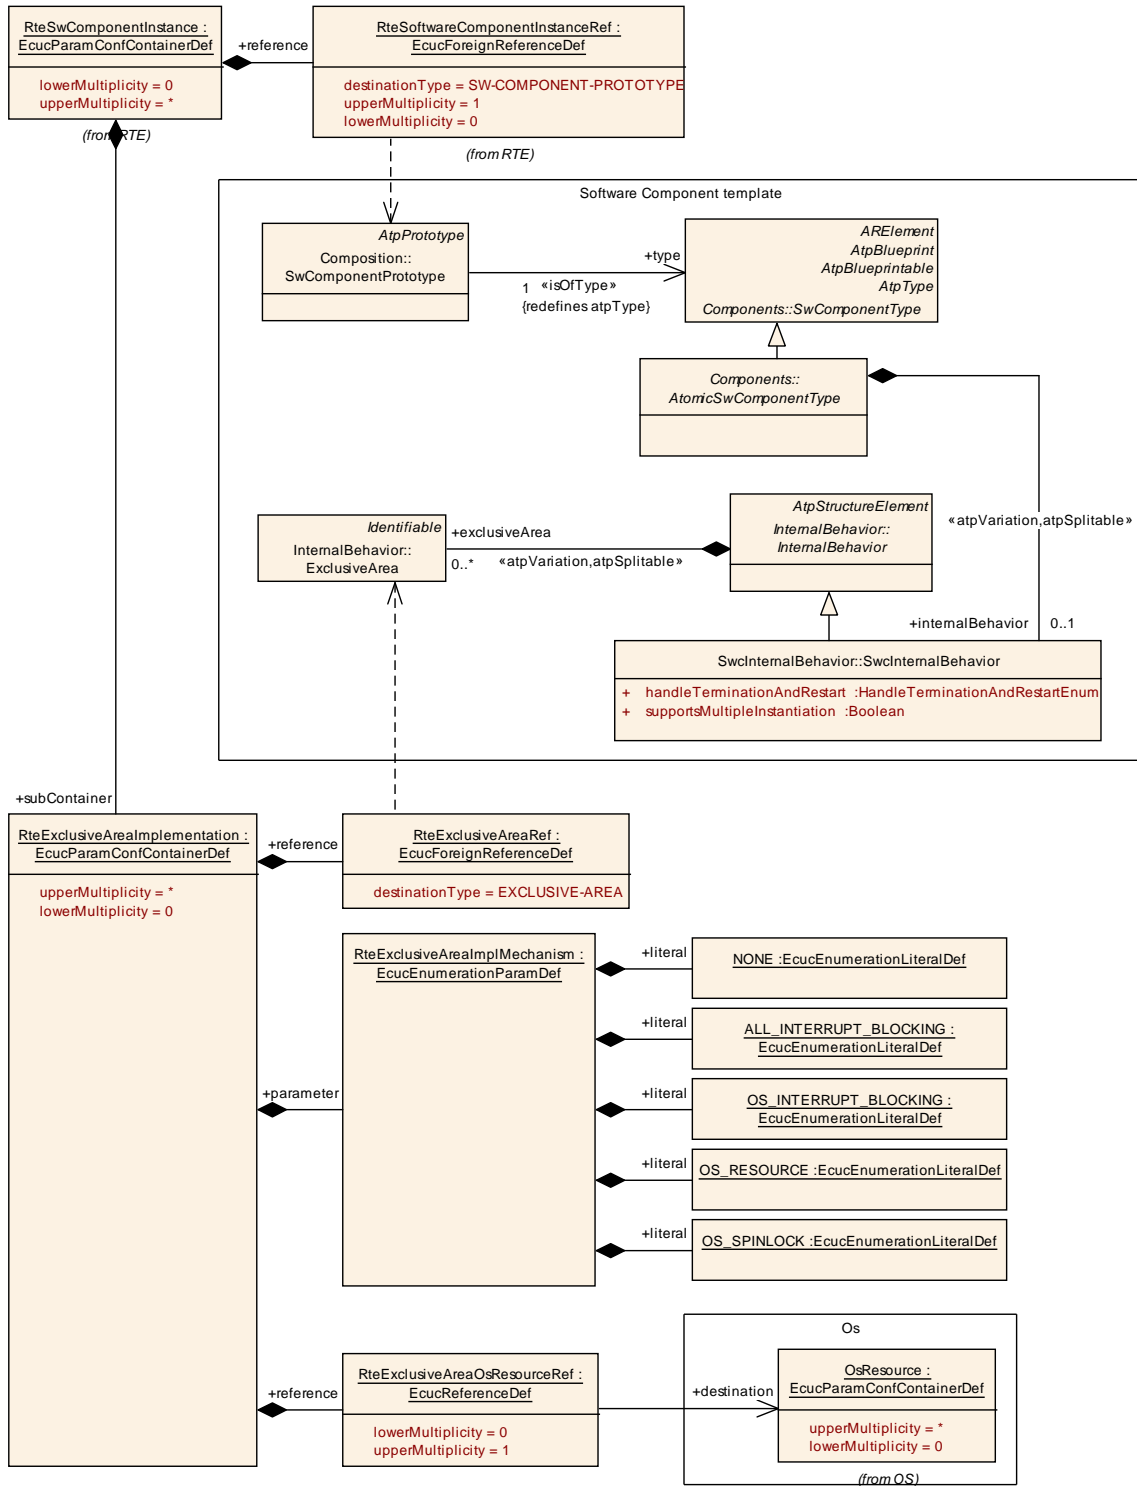 RteSwComponentInstance :
EcucParamConfContainerDef
lowerMultiplicity = 0
upperMultiplicity = *
(from RTE)
+reference
RteSoftwareComponentInstanceRef :
EcucForeignReferenceDef
destinationType = SW-COMPONENT-PROTOTYPE
upperMultiplicity = 1
lowerMultiplicity = 0
(from RTE)
Software Component template
AtpPrototype
Composition::
SwComponentPrototype
+type
1
«isOfType»
{redefines atpType}
ARElement
AtpBlueprint
AtpBlueprintable
AtpType
Components::SwComponentType
Components::
AtomicSwComponentType
«atpVariation,atpSplitable»
Identifiable
InternalBehavior::
ExclusiveArea
+exclusiveArea
0..*
«atpVariation,atpSplitable»
AtpStructureElement
InternalBehavior::
InternalBehavior
+internalBehavior
0..1
SwcInternalBehavior::SwcInternalBehavior
+ handleTerminationAndRestart :HandleTerminationAndRestartEnum
+ supportsMultipleInstantiation :Boolean
+subContainer
RteExclusiveAreaImplementation :
EcucParamConfContainerDef
upperMultiplicity = *
lowerMultiplicity = 0
+reference
RteExclusiveAreaRef :
EcucForeignReferenceDef
destinationType = EXCLUSIVE-AREA
+parameter
RteExclusiveAreaImplMechanism :
EcucEnumerationParamDef
+literal
NONE :EcucEnumerationLiteralDef
+literal
ALL_INTERRUPT_BLOCKING :
EcucEnumerationLiteralDef
+literal
OS_INTERRUPT_BLOCKING :
EcucEnumerationLiteralDef
+literal
OS_RESOURCE :EcucEnumerationLiteralDef
+literal
OS_SPINLOCK :EcucEnumerationLiteralDef
+reference
RteExclusiveAreaOsResourceRef :
EcucReferenceDef
lowerMultiplicity = 0
upperMultiplicity = 1
+destination
Os
OsResource :
EcucParamConfContainerDef
upperMultiplicity = *
lowerMultiplicity = 0
(from OS)